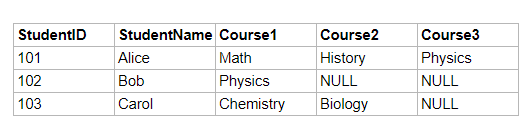 StudentID StudentName Course1 Course2 Course3
101 Alice Math History Physics
102 Bob Physics NULL NULL
103 Carol Chemistry Biology NULL